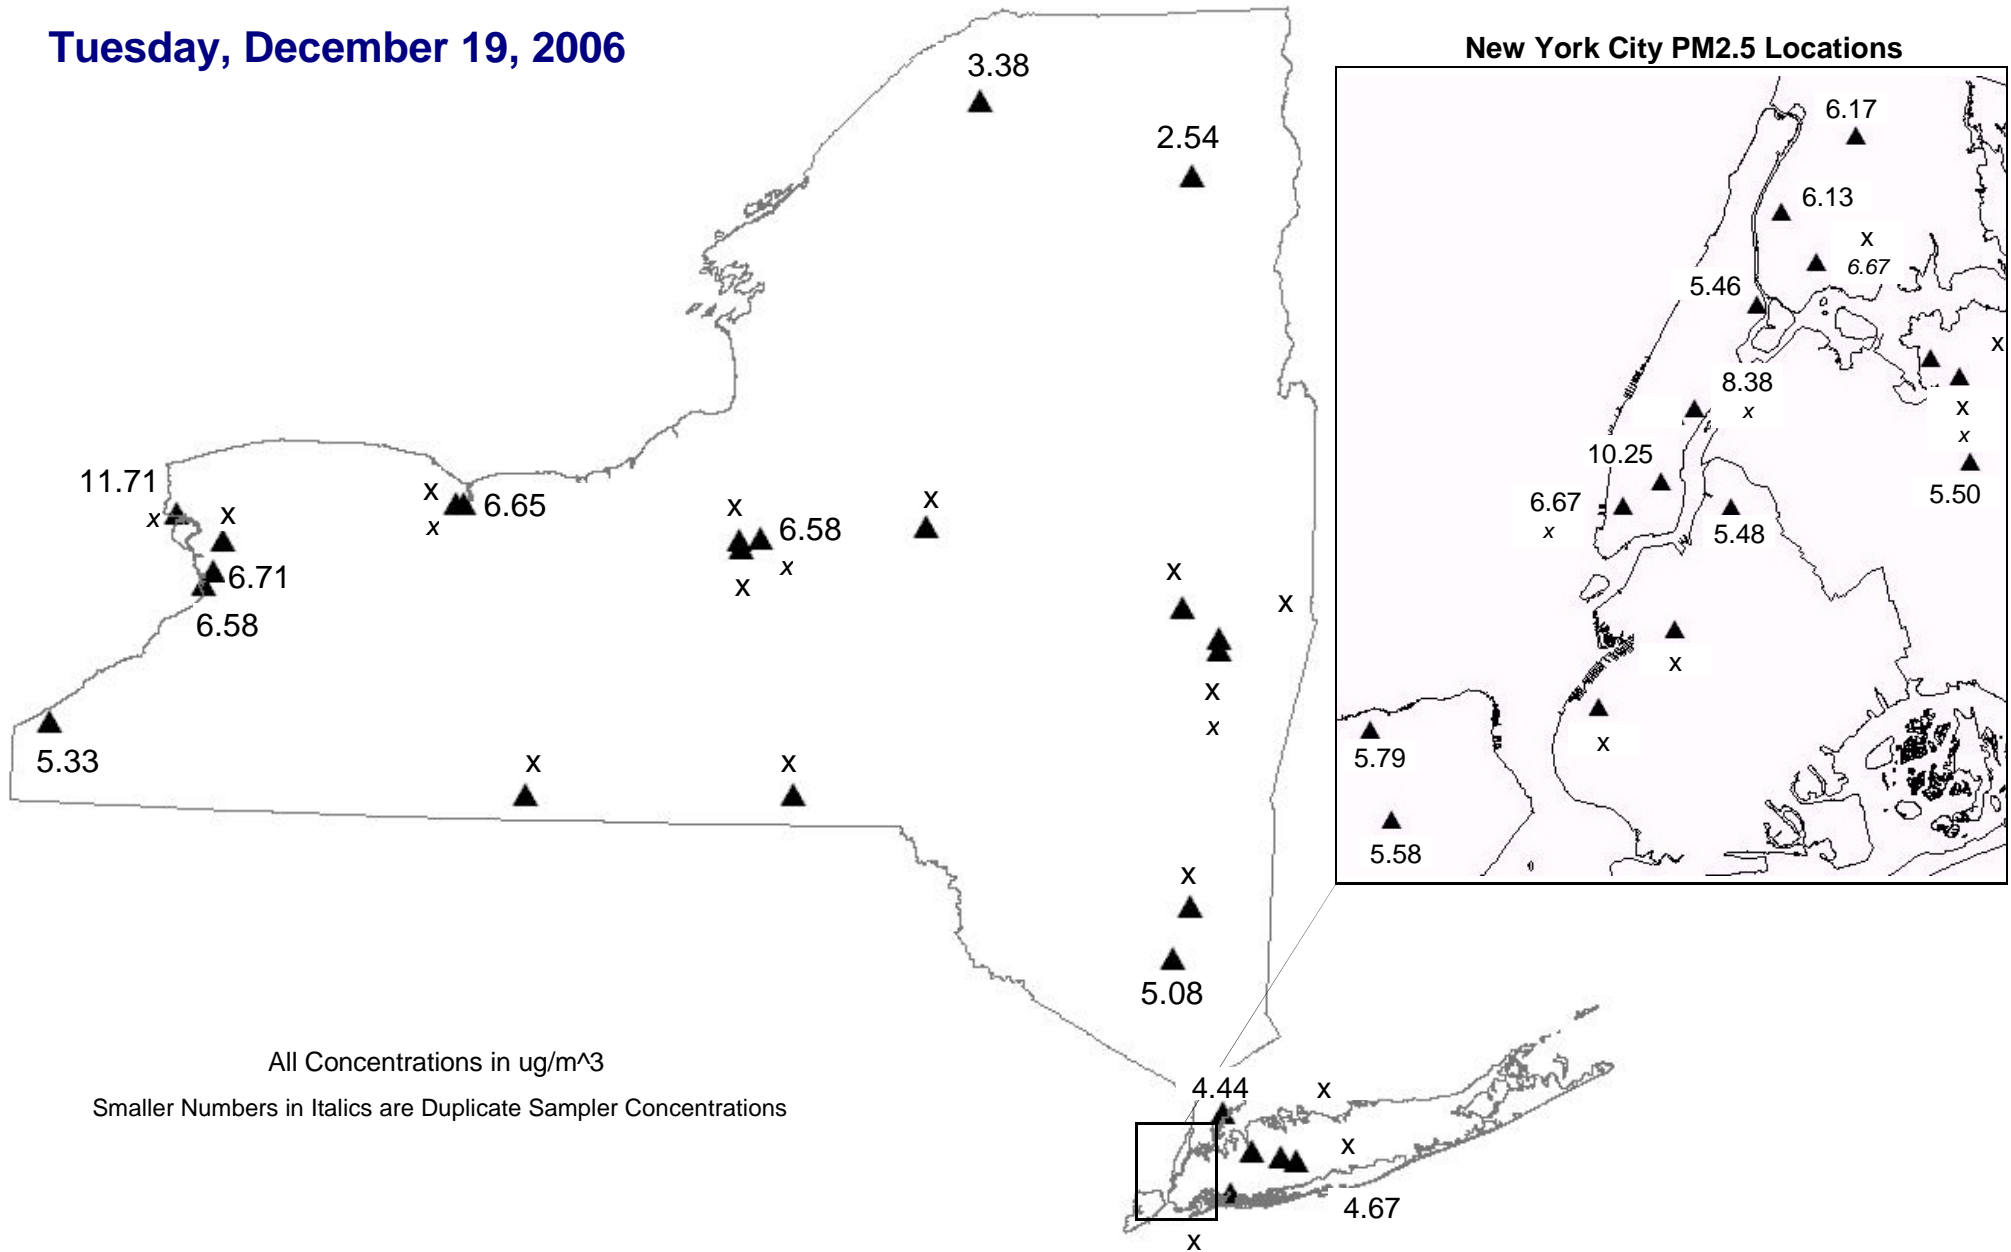 Tuesday, December 19, 2006
New York City PM2.5 Locations
3.38
2.54
11.71
x
x
6.71
6.58
5.33
x
x
6.65
x
6.58
x
x
x
x
x
x
x
x
x
x
5.08
4.44
x
x
4.67
x
6.17
6.13
x
6.67
5.46
x
8.38
x
x
x
10.25
6.67
x
5.48
5.50
x
x
5.79
5.58
All Concentrations in ug/m^3
Smaller Numbers in Italics are Duplicate Sampler Concentrations